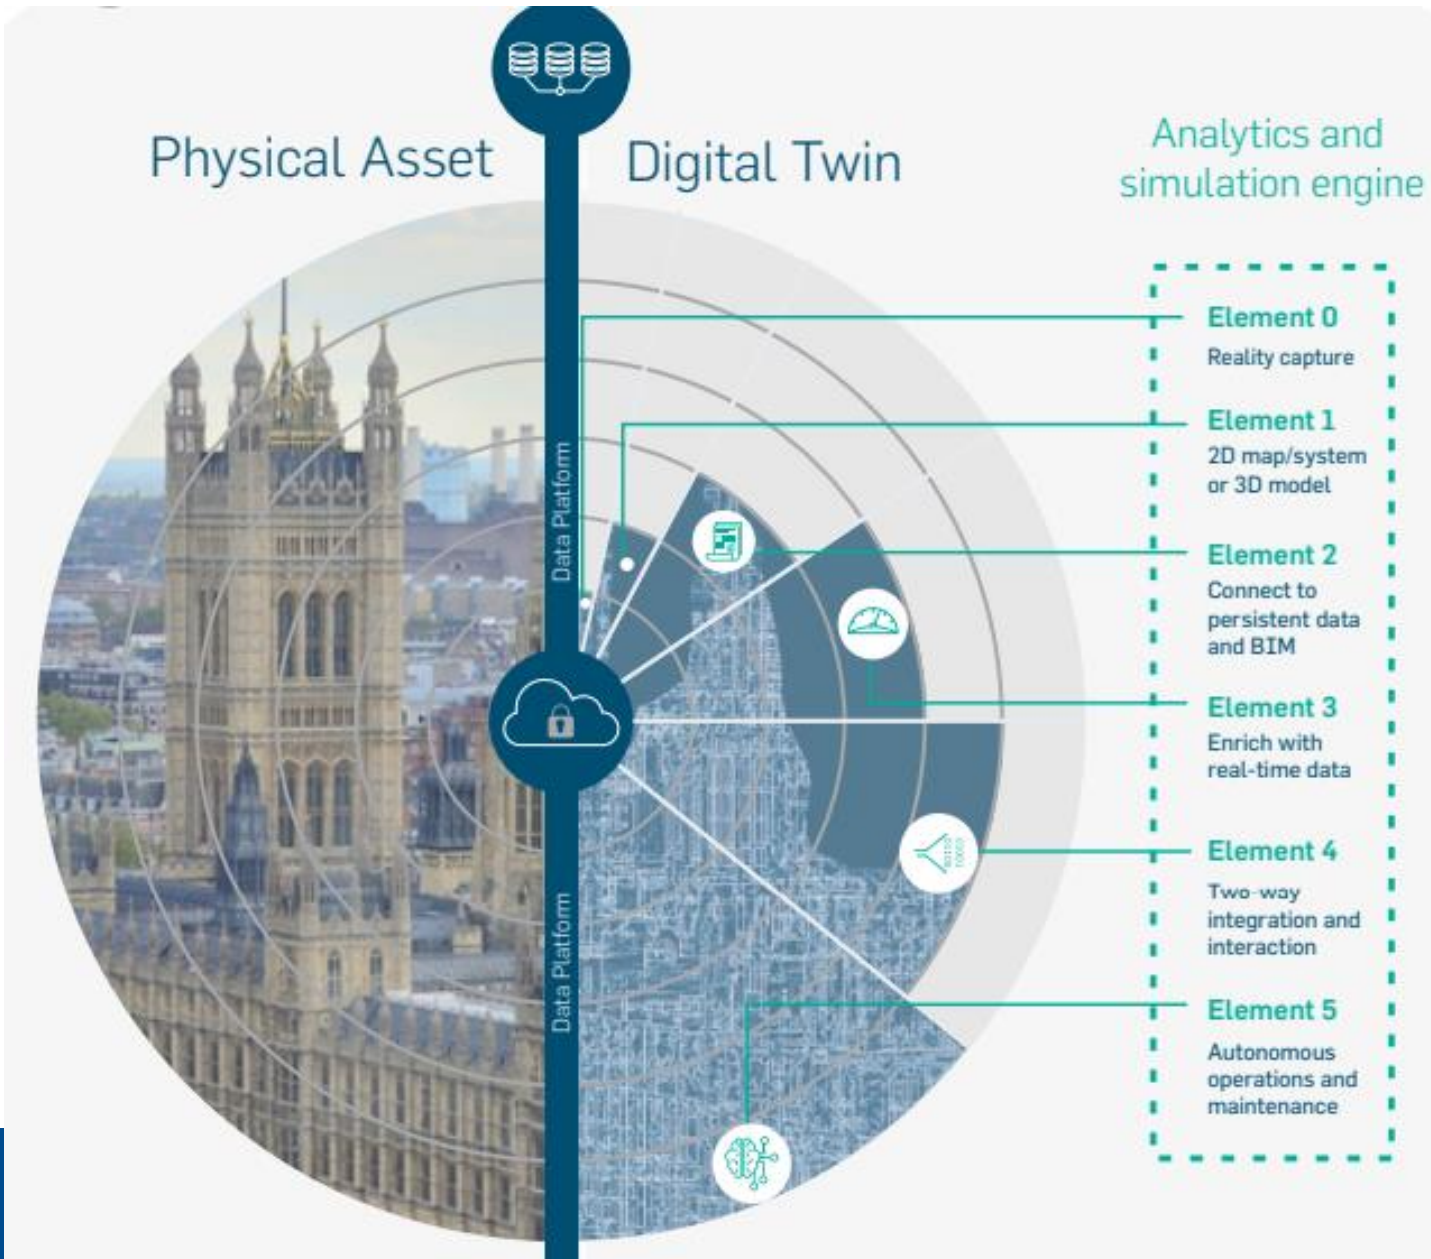 Physical Asset
Digital Twin
Analytics and
simulation engine
Data Platform
Data Platform
Element 0
Reality capture
Element 1
2D map/system
or 3D model
Element 2
Connect to
persistent data
and BIM
Element 3
Enrich with
real-time data
Element 4
Two-way
integration and
interaction
Element 5
Autonomous
operations and
maintenance